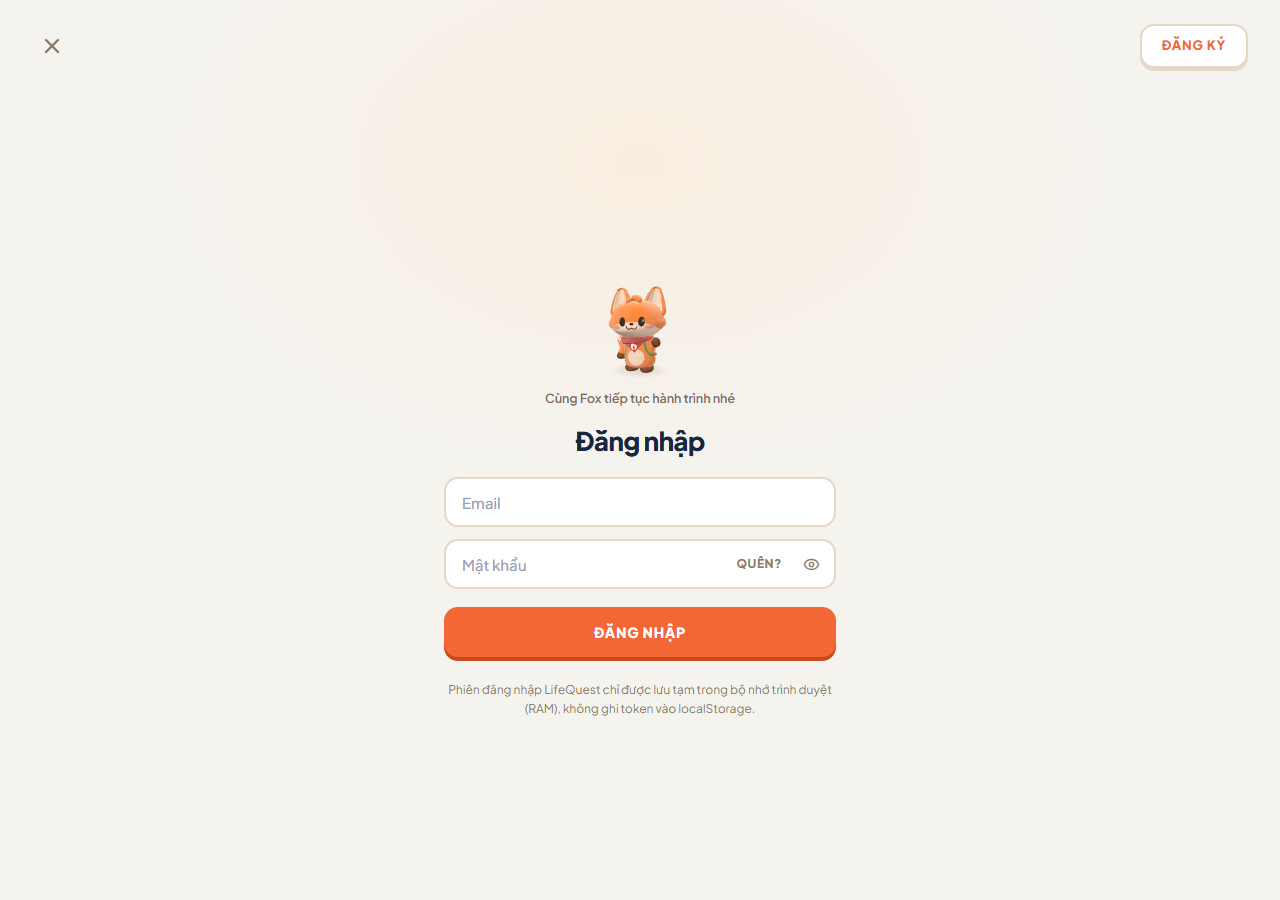 ĐĂNG KÝ
Cùng Fox tiếp tục hành trình nhé
Đăng nhập
Email
Mật khẩu
QUÊN?
ĐĂNG NHẬP
Phiên đăng nhập LifeQuest chỉ được lưu tạm trong bộ nhớ trình duyệt
(RAM), không ghi token vào localStorage.